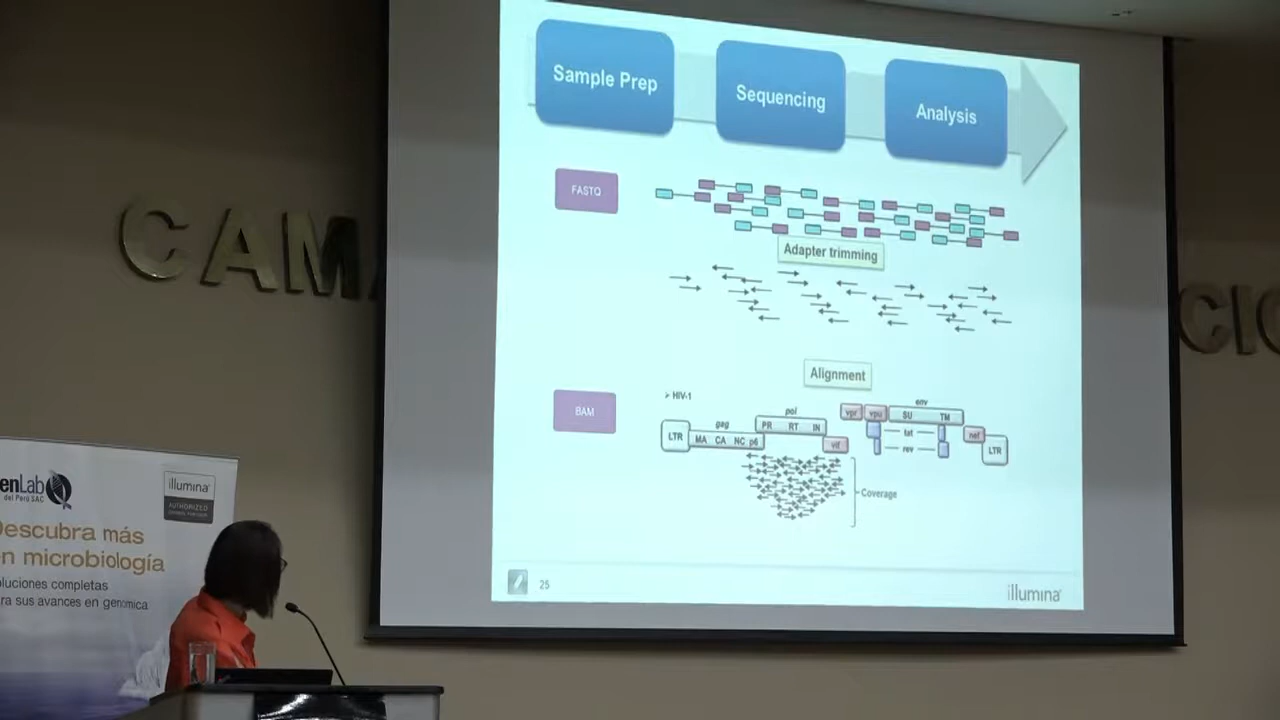 Sample Prep
Sequencing
Analysis
FASTQ
Adapter trimming
Alignment
BAM
> HIV-1
gag
pol
env
LTR
MA CA NC p6
PR RT IN
vif
vpr
vpu
SU TM
tat
rev
nef
LTR
Coverage
25
illumina
CAM
CIO
enLab
del Perú SAC
illumina
AUTHORIZED
Descubra más
n microbiología
luciones completas
ra sus avances en genómica